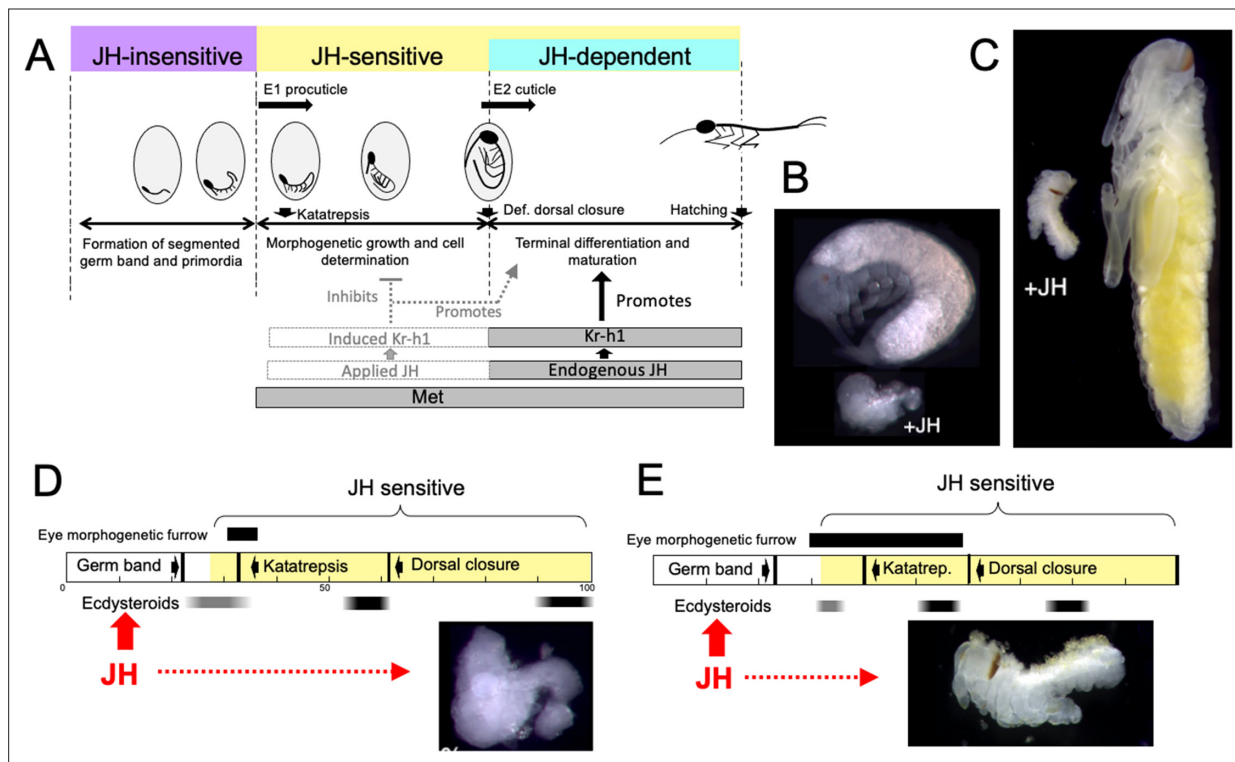 A
JH-insensitive
JH-sensitive
JH-dependent
E1 procuticle
E2 cuticle
Katatrepsis
Def. dorsal closure
Hatching
Formation of segmented
germ band and primordia
Morphogenetic growth and cell
determination
Terminal differentiation and
maturation
Inhibits
Promotes
Promotes
Induced Kr-h1
Kr-h1
Applied JH
Endogenous JH
Met
B
+JH
C
+JH
D
JH sensitive
Eye morphogenetic furrow
Germ band
Katatrepsis
Dorsal closure
0
50
100
Ecdysteroids
JH
E
JH sensitive
Eye morphogenetic furrow
Germ band
Katatrep.
Dorsal closure
Ecdysteroids
JH